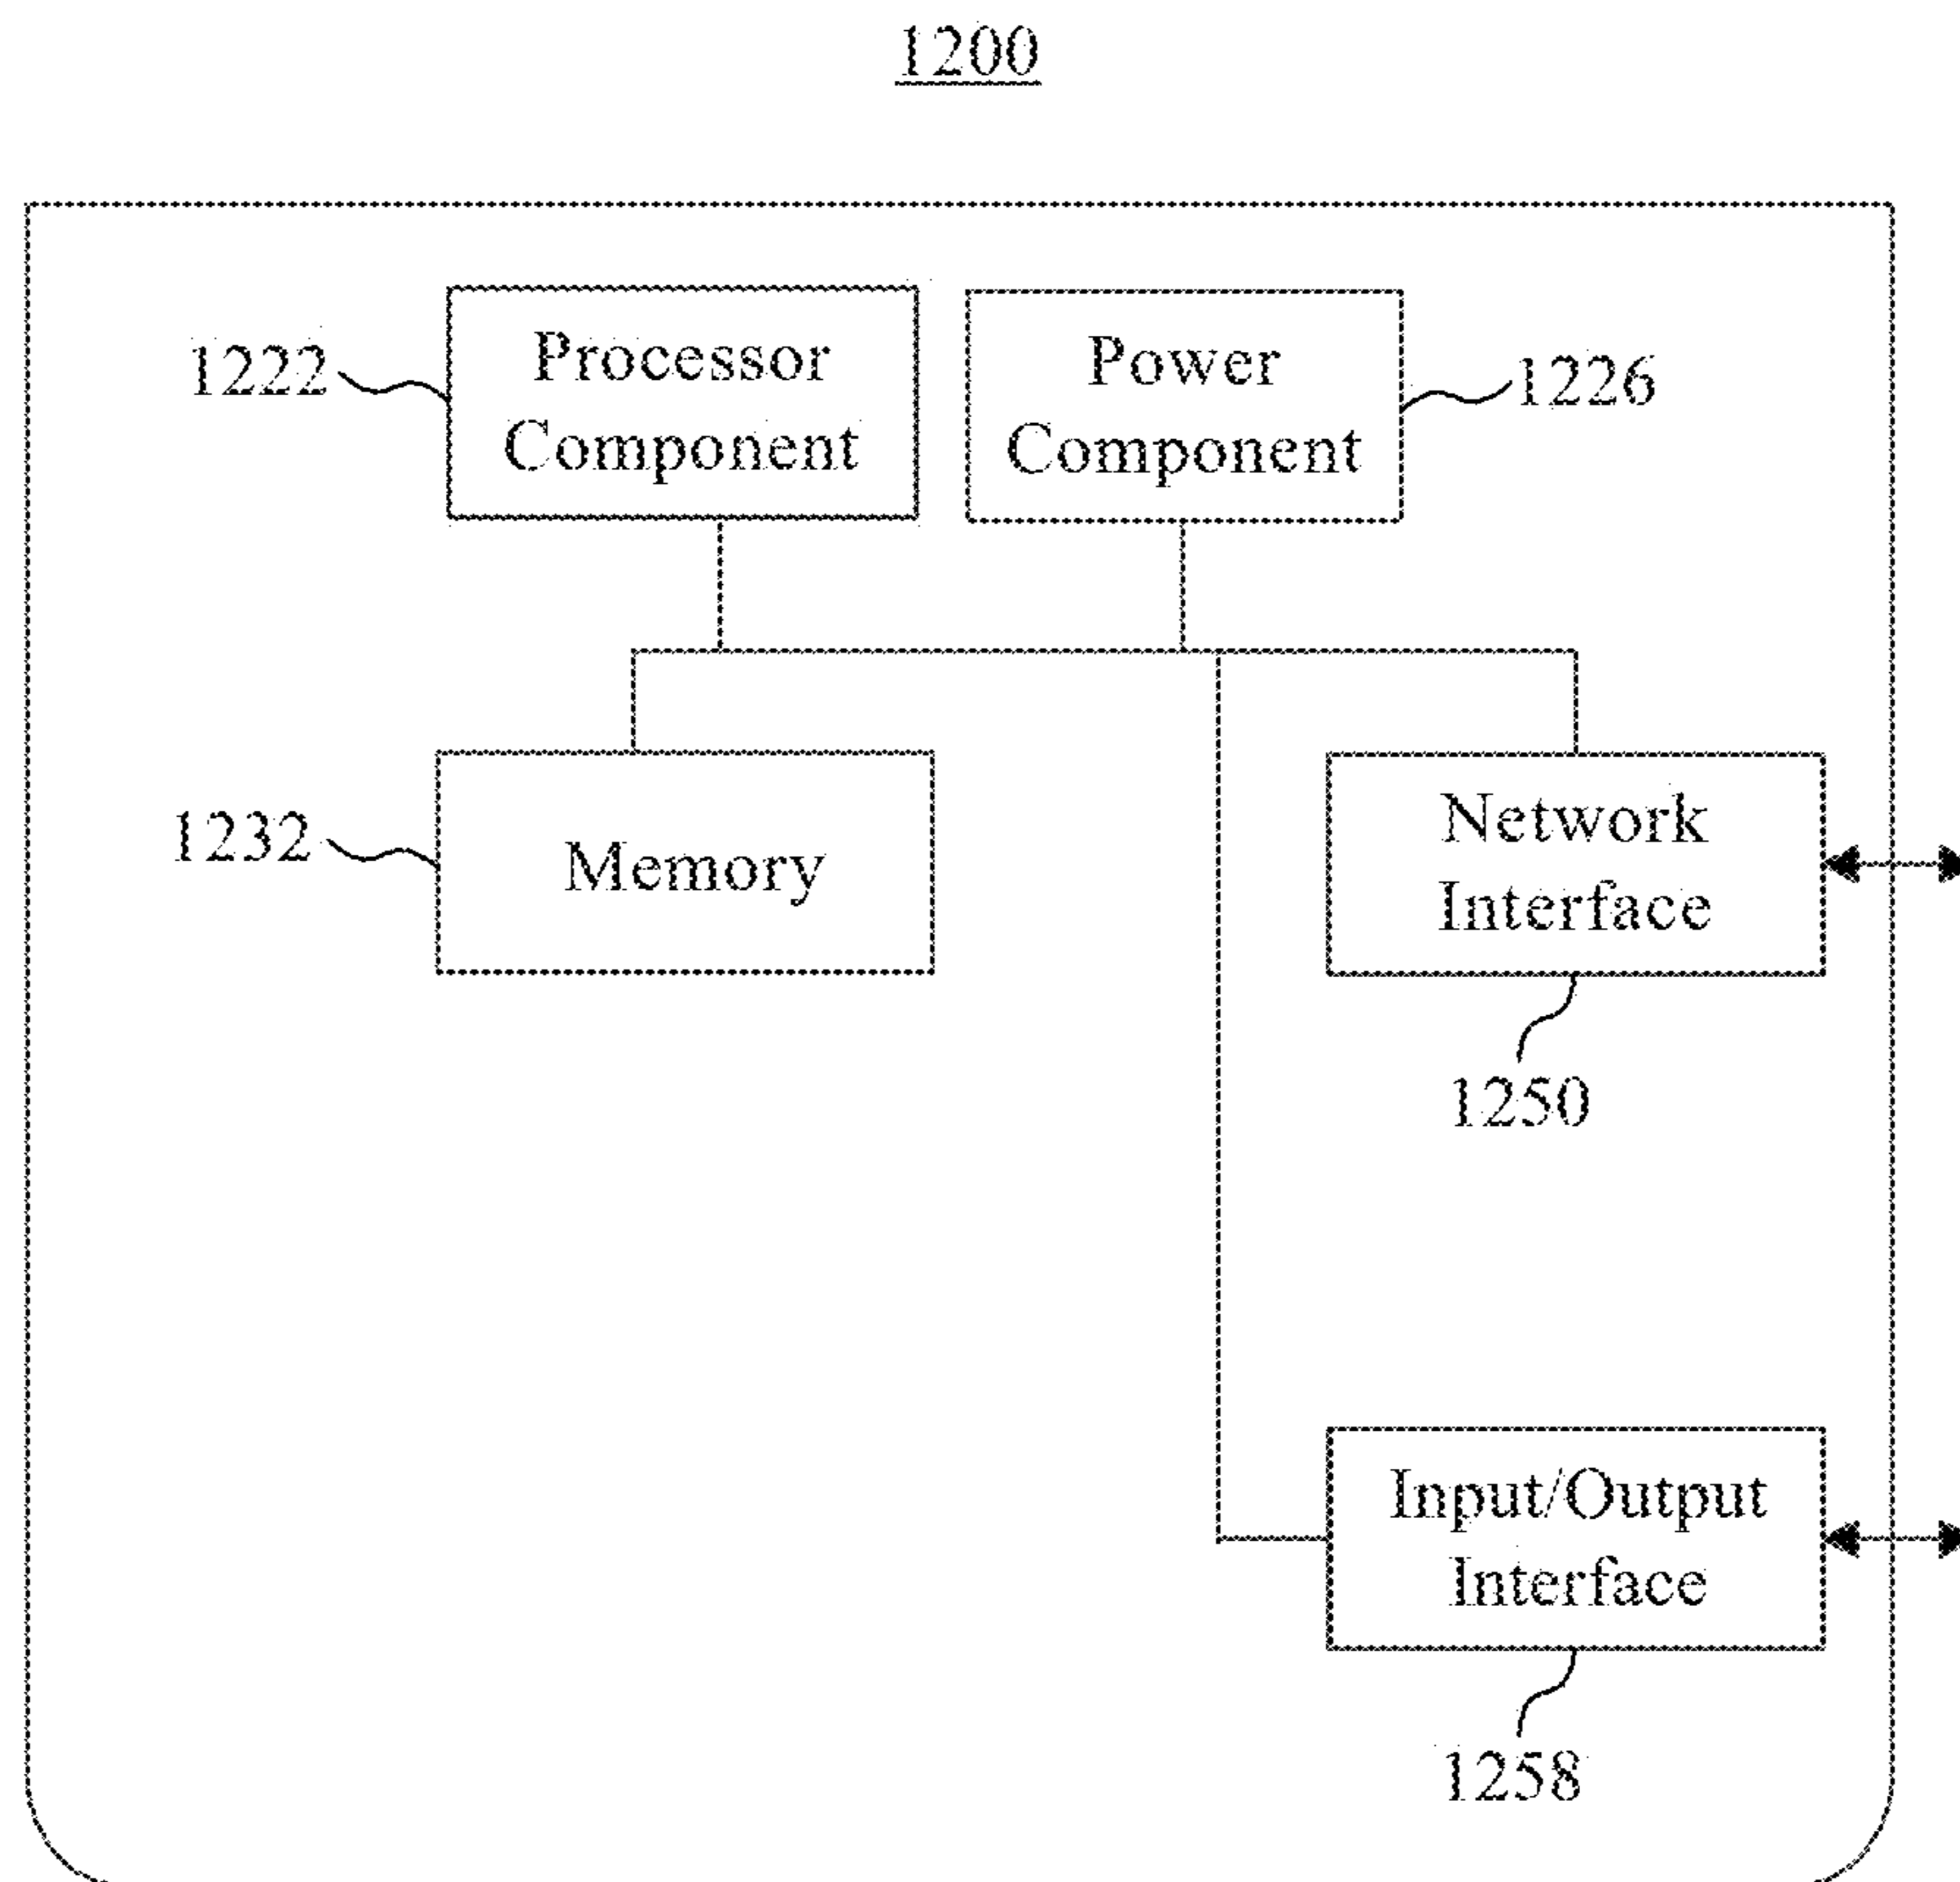 1200
1222
Processor
Component
Power
Component
1226
1232
Memory
Network
Interface
1250
Input/Output
Interface
1258